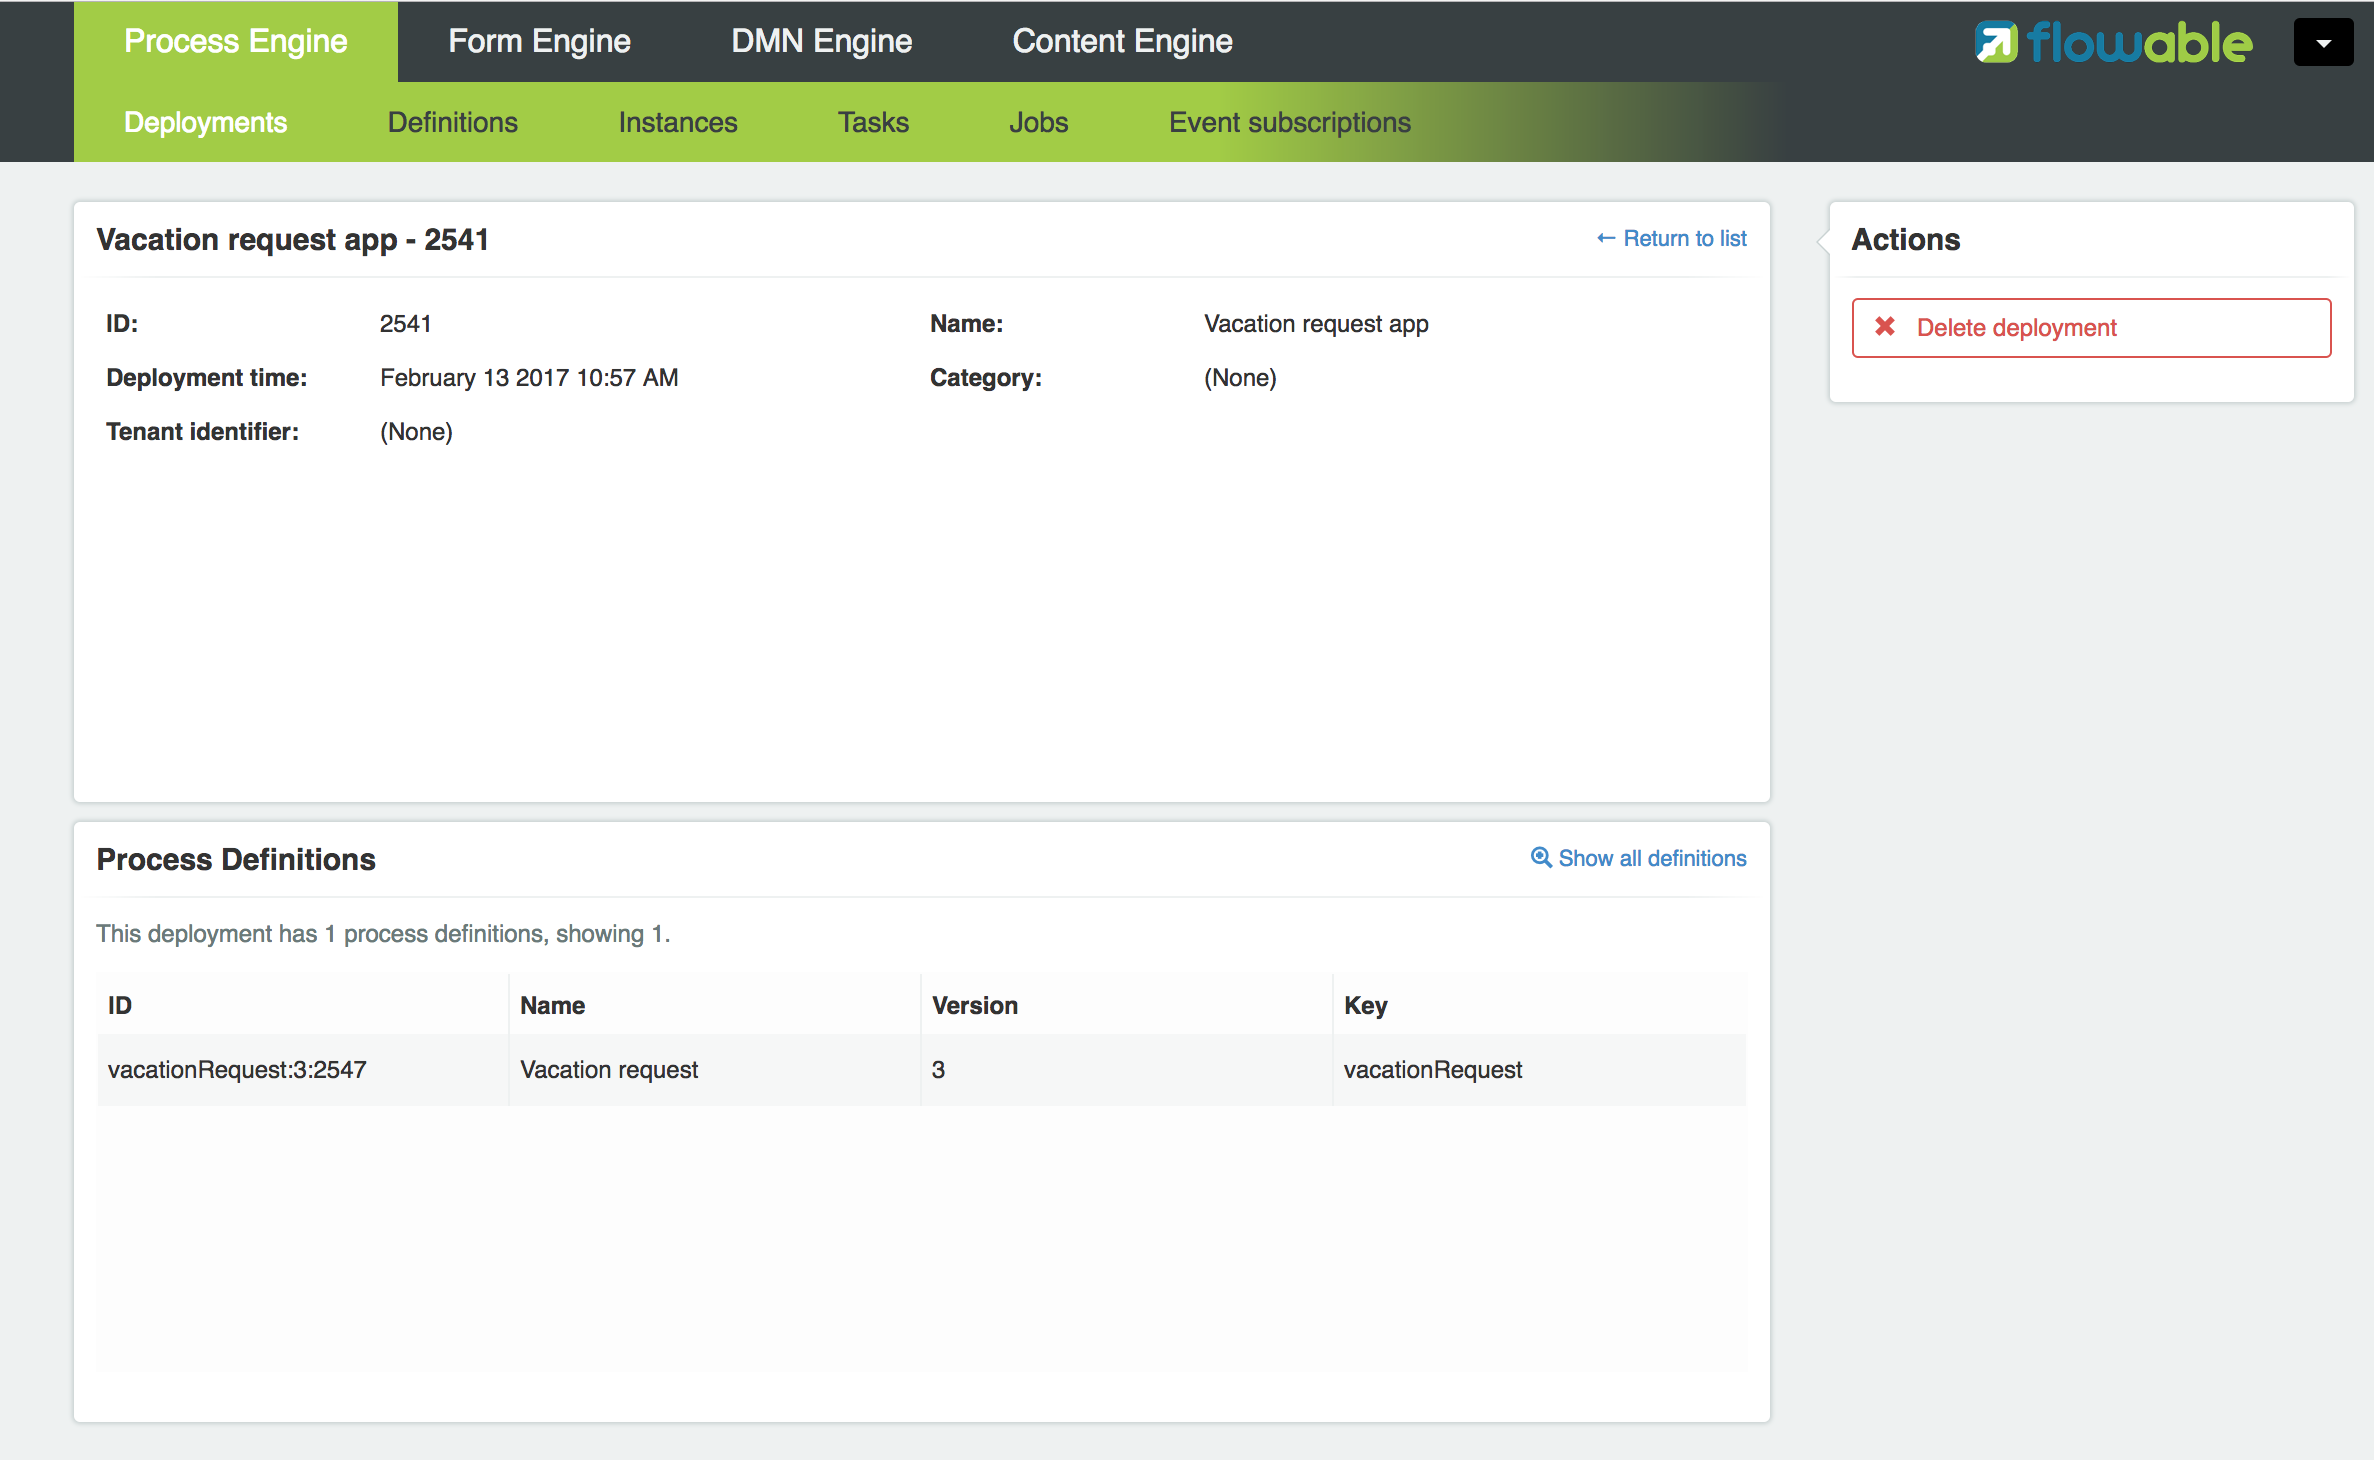 Process Engine Form Engine DMN Engine Content Engine flowable
Deployments Definitions Instances Tasks Jobs Event subscriptions
Vacation request app - 2541 ← Return to list
Actions
ID: 2541 Name: Vacation request app
Delete deployment
Deployment time: February 13 2017 10:57 AM Category: (None)
Tenant identifier: (None)
Process Definitions Show all definitions
This deployment has 1 process definitions, showing 1.
ID Name Version Key
vacationRequest:3:2547 Vacation request 3 vacationRequest